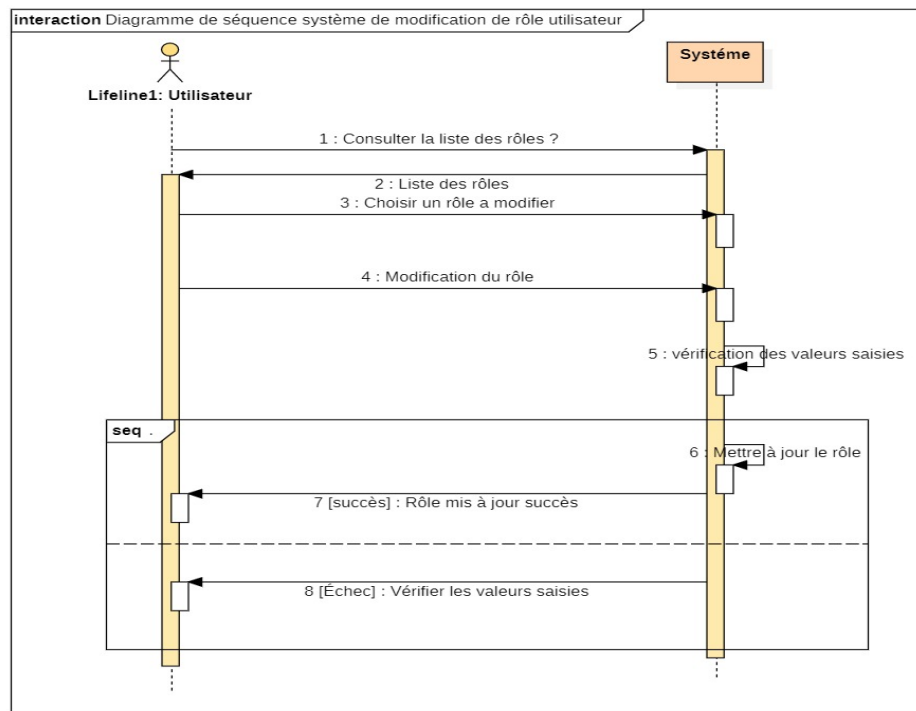 interaction Diagramme de séquence système de modification de rôle utilisateur
Systéme
Lifeline1: Utilisateur
1 : Consulter la liste des rôles ?
2 : Liste des rôles
3 : Choisir un rôle a modifier
4 : Modification du rôle
5 : vérification des valeurs saisies
seq .
6 : Mettre à jour le rôle
7 [succès] : Rôle mis à jour succès
8 [Échec] : Vérifier les valeurs saisies